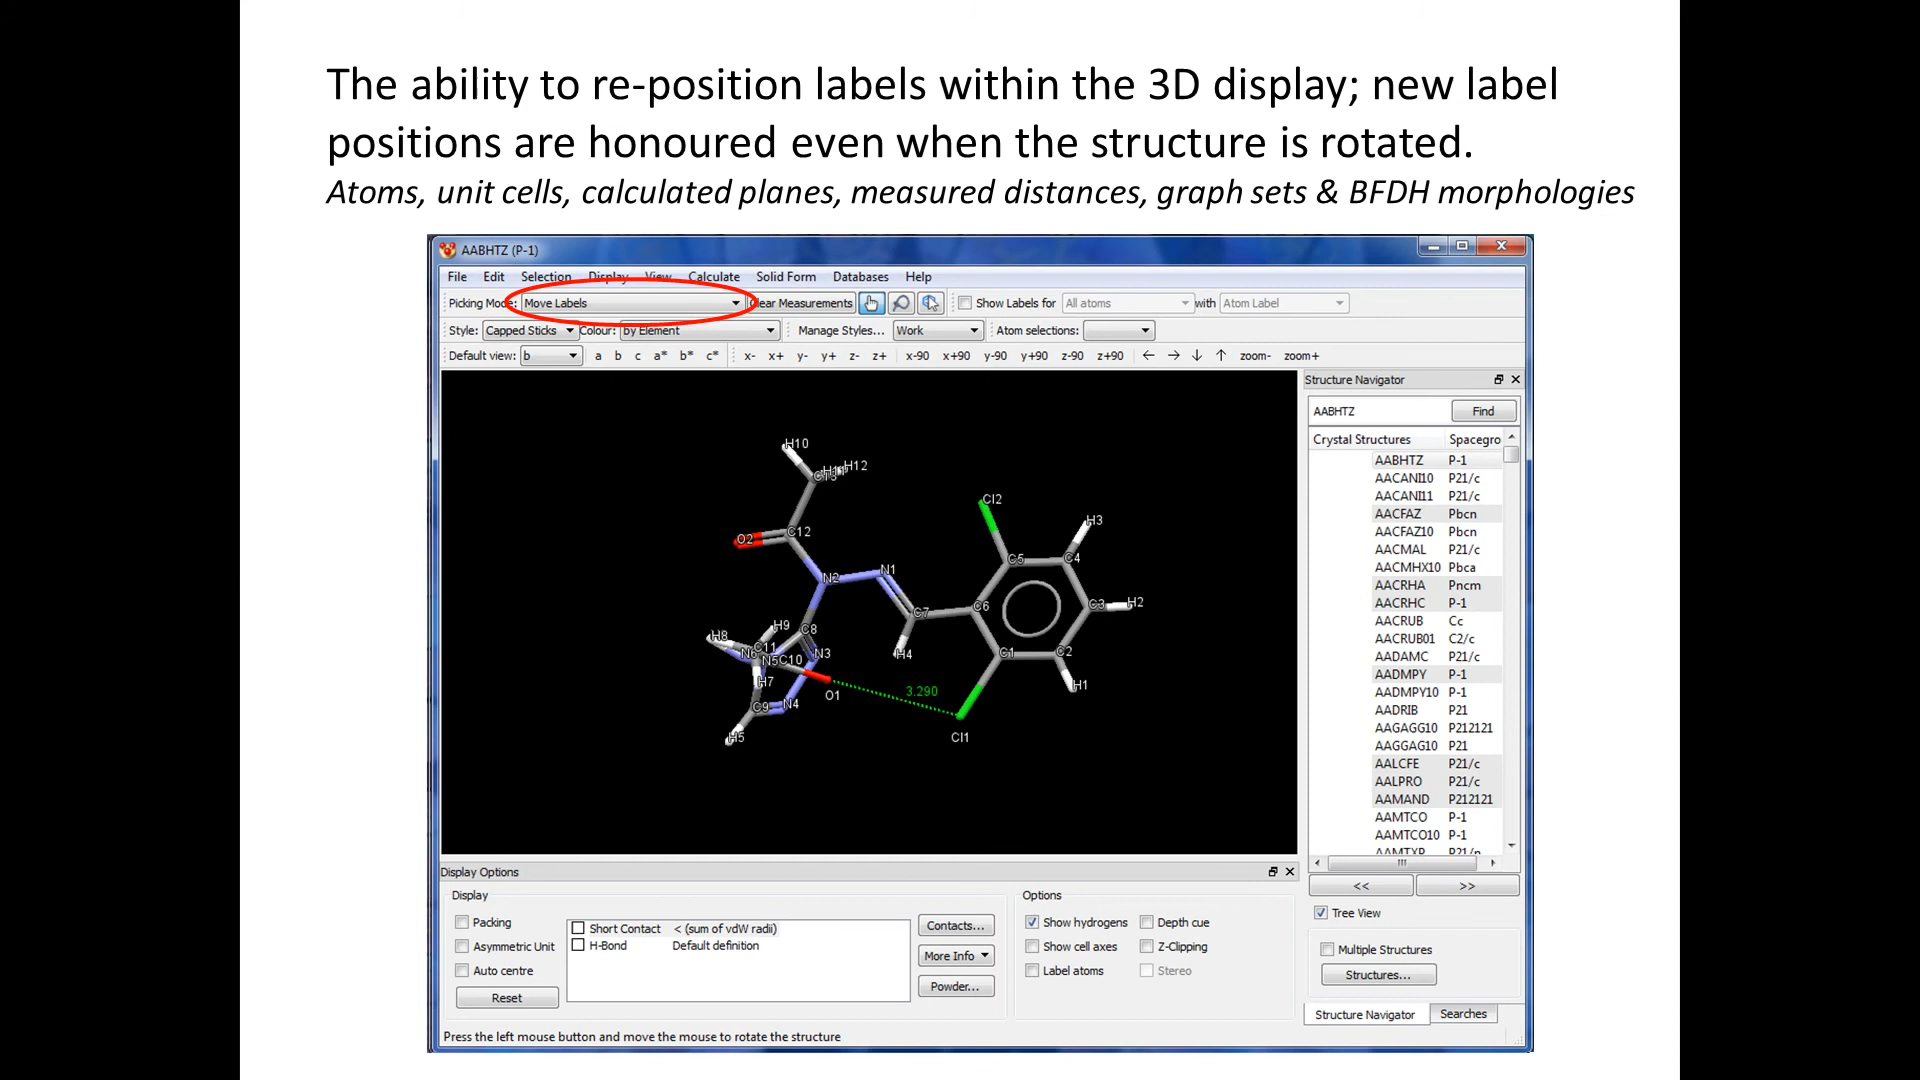 The ability to re-position labels within the 3D display; new label
positions are honoured even when the structure is rotated.
Atoms, unit cells, calculated planes, measured distances, graph sets & BFDH morphologies
AABHTZ (P-1)
File Edit Selection Display View Calculate Solid Form Databases Help
Picking Mode: Move Labels Clear Measurements Show Labels for All atoms with Atom Label
Style: Capped Sticks Colour: by Element Manage Styles... Work Atom selections:
Default view: b a b c a* b* c* x- x+ y- y+ z- z+ x-90 x+90 y-90 y+90 z-90 z+90 ← → ↓ ↑ zoom- zoom+
H10
C13 H11 H12
Cl2
H3
O2 C12
C5 C4
N2 N1
C7 C6 C3 H2
H8 H9 C8
C11 N6 N5 C10 N3 H4 C1 C2
H7 O1 3.290 H1
C9 N4
H5 Cl1
Structure Navigator
AABHTZ Find
Crystal Structures Spacegro
AABHTZ P-1
AACANI10 P21/c
AACANI11 P21/c
AACFAZ Pbcn
AACFAZ10 Pbcn
AACMAL P21/c
AACMHX10 Pbca
AACRHA Pncm
AACRHC P-1
AACRUB Cc
AACRUB01 C2/c
AADAMC P21/c
AADMPY P-1
AADMPY10 P-1
AADRIB P21
AAGAGG10 P212121
AAGGAG10 P21
AALCFE P21/c
AALPRO P21/c
AAMAND P212121
AAMTCO P-1
AAMTCO10 P-1
AAMTXP P21/n
<< >>
Tree View
Multiple Structures
Structures...
Structure Navigator Searches
Display Options
Display
Packing
Asymmetric Unit
Auto centre
Reset
Short Contact < (sum of vdW radii)
H-Bond Default definition
Contacts...
More Info
Powder...
Options
Show hydrogens Depth cue
Show cell axes Z-Clipping
Label atoms Stereo
Press the left mouse button and move the mouse to rotate the structure